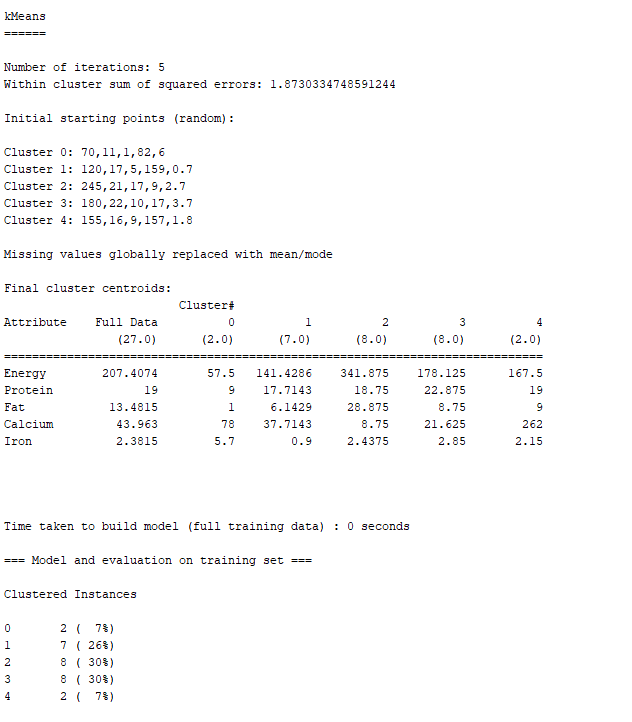 kMeans
======
Number of iterations: 5
Within cluster sum of squared errors: 1.8730334748591244
Initial starting points (random):
Cluster 0: 70,11,1,82,6
Cluster 1: 120,17,5,159,0.7
Cluster 2: 245,21,17,9,2.7
Cluster 3: 180,22,10,17,3.7
Cluster 4: 155,16,9,157,1.8
Missing values globally replaced with mean/mode
Final cluster centroids:
                          Cluster#
Attribute    Full Data          0          1          2          3          4
                (27.0)      (2.0)      (7.0)      (8.0)      (8.0)      (2.0)
==============================================================================
Energy        207.4074       57.5   141.4286    341.875    178.125      167.5
Protein             19          9    17.7143      18.75     22.875         19
Fat            13.4815          1     6.1429     28.875       8.75          9
Calcium         43.963         78    37.7143       8.75     21.625        262
Iron            2.3815        5.7        0.9     2.4375       2.85       2.15
Time taken to build model (full training data) : 0 seconds
=== Model and evaluation on training set ===
Clustered Instances
0       2 (  7%)
1       7 ( 26%)
2       8 ( 30%)
3       8 ( 30%)
4       2 (  7%)